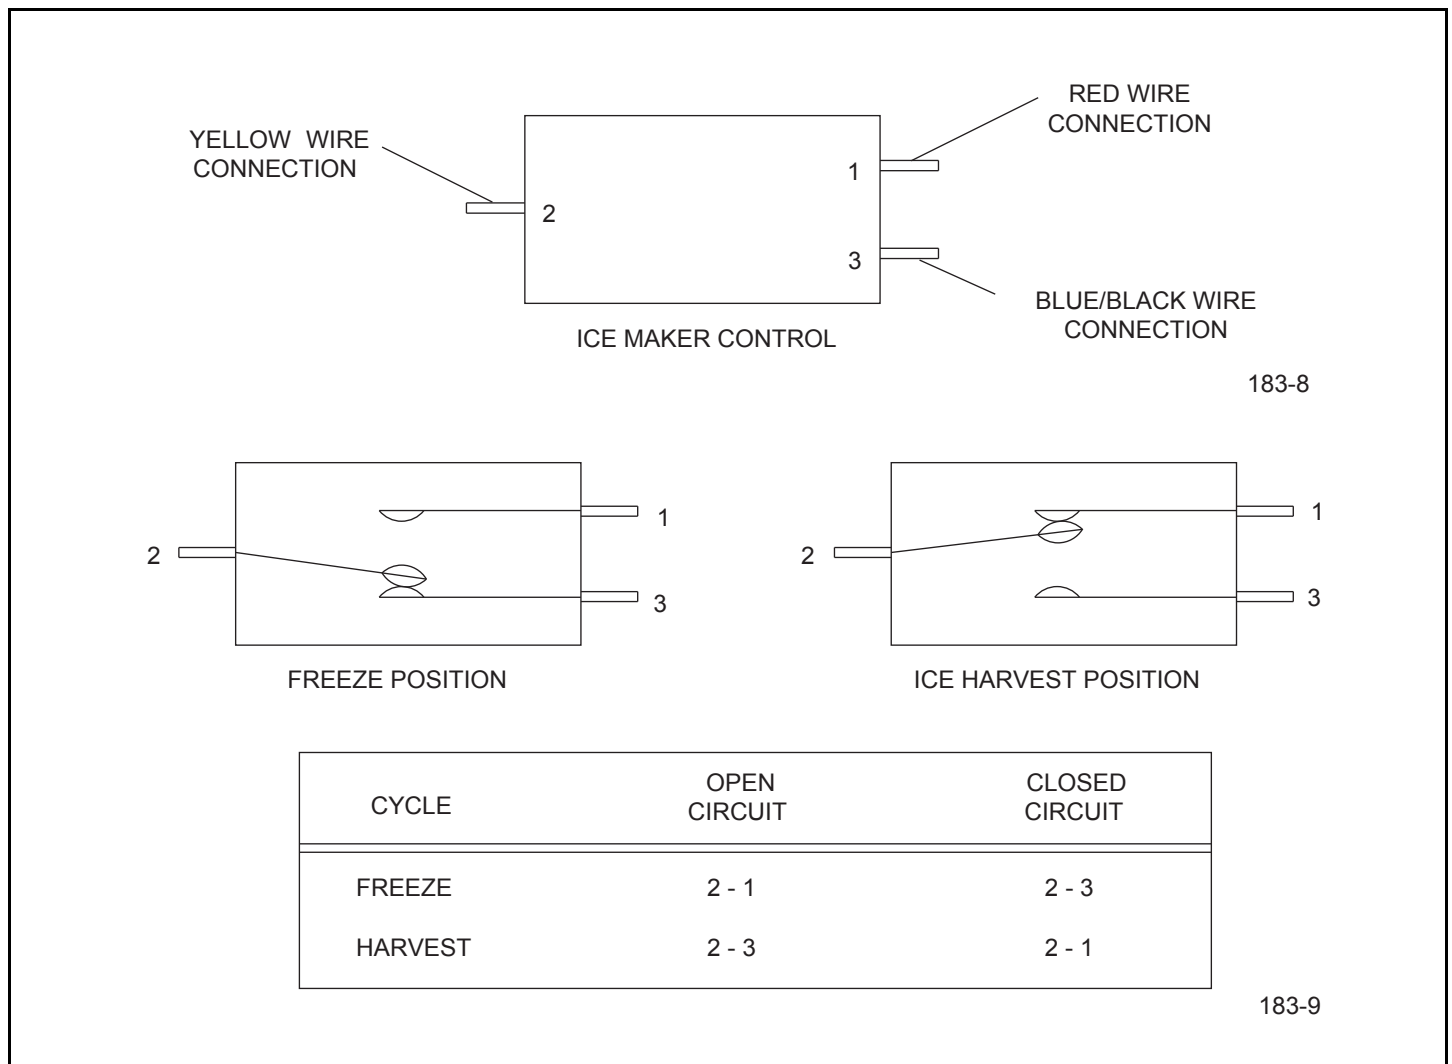 RED WIRE
CONNECTION
YELLOW WIRE
CONNECTION
1
2
3
BLUE/BLACK WIRE
CONNECTION
ICE MAKER CONTROL
183-8
2
1
3
FREEZE POSITION
2
1
3
ICE HARVEST POSITION
CYCLE OPEN CIRCUIT CLOSED CIRCUIT
FREEZE 2 - 1 2 - 3
HARVEST 2 - 3 2 - 1
183-9